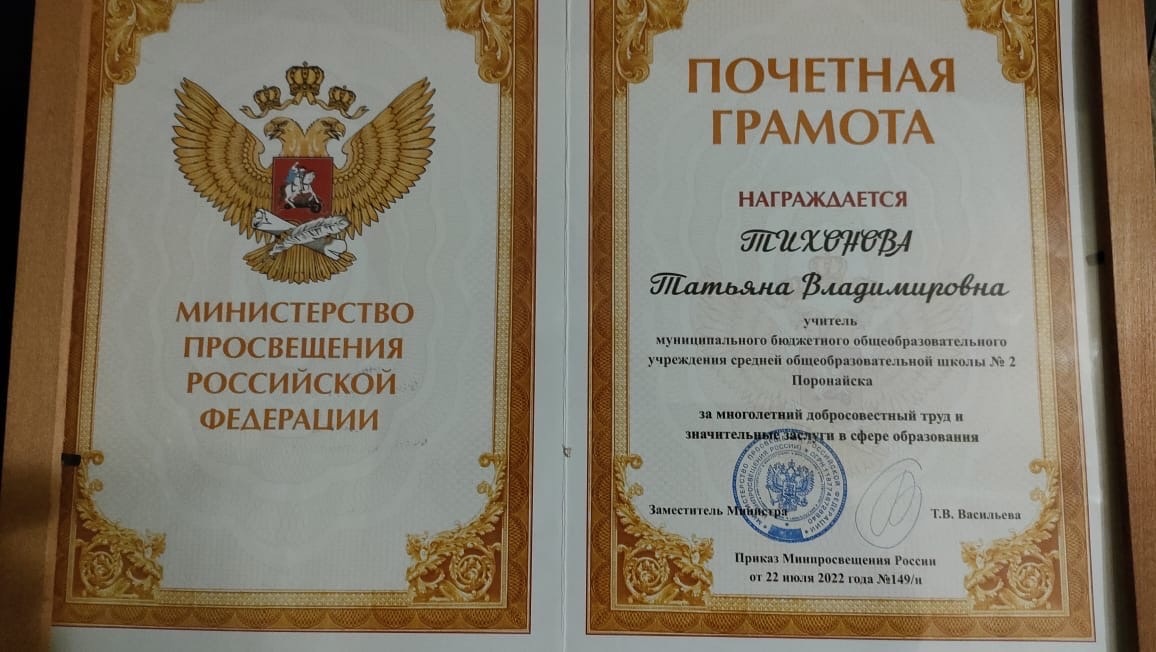 МИНИСТЕРСТВО
ПРОСВЕЩЕНИЯ
РОССИЙСКОЙ
ФЕДЕРАЦИИ
ПОЧЕТНАЯ
ГРАМОТА
НАГРАЖДАЕТСЯ
ТИХОНОВА
Татьяна Владимировна
учитель
муниципального бюджетного общеобразовательного
учреждения средней общеобразовательной школы № 2
Поронайска
за многолетний добросовестный труд и
значительные заслуги в сфере образования
Заместитель Министра
Т.В. Васильева
Приказ Минпросвещения России
от 22 июля 2022 года №149/н